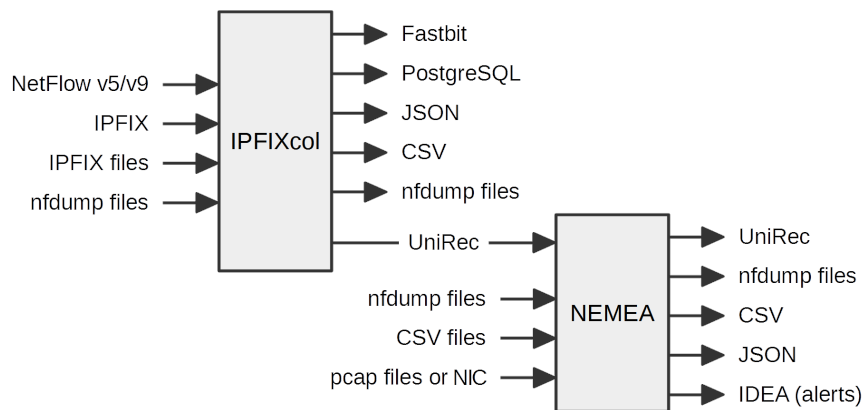 NetFlow v5/v9
IPFIX
IPFIX files
nfdump files
IPFIXcol
Fastbit
PostgreSQL
JSON
CSV
nfdump files
UniRec
nfdump files
CSV files
pcap files or NIC
NEMEA
UniRec
nfdump files
CSV
JSON
IDEA (alerts)